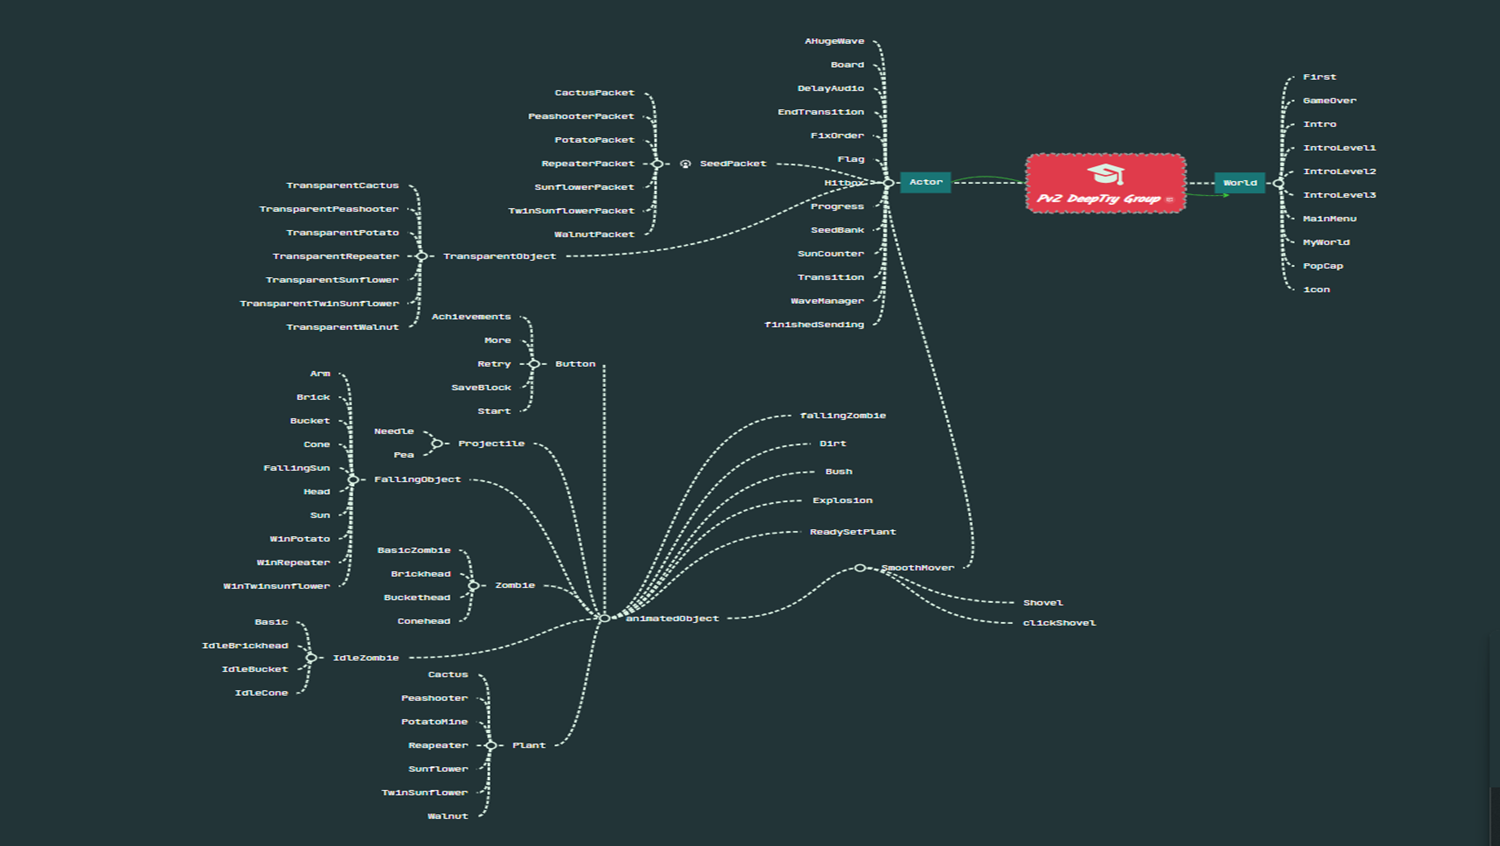 Pvz DeepTry Group
Actor
AHugeWave
Board
DelayAudio
EndTransition
FixOrder
Flag
Hitbox
Progress
SeedBank
SunCounter
Transition
WaveManager
finishedSending
SeedPacket
CactusPacket
PeashooterPacket
PotatoPacket
RepeaterPacket
SunflowerPacket
TwinSunflowerPacket
WalnutPacket
TransparentObject
TransparentCactus
TransparentPeashooter
TransparentPotato
TransparentRepeater
TransparentSunflower
TransparentTwinSunflower
TransparentWalnut
SmoothMover
Shovel
clickShovel
animatedObject
fallingZombie
Dirt
Bush
Explosion
ReadySetPlant
Button
Achievements
More
Retry
SaveBlock
Start
Projectile
Needle
Pea
FallingObject
Arm
Brick
Bucket
Cone
FallingSun
Head
Sun
WinPotato
WinRepeater
WinTwinsunflower
Zombie
BasicZombie
Brickhead
Buckethead
Conehead
IdleZombie
Basic
IdleBrickhead
IdleBucket
IdleCone
Plant
Cactus
Peashooter
PotatoMine
Reapeater
Sunflower
TwinSunflower
Walnut
World
First
GameOver
Intro
IntroLevel1
IntroLevel2
IntroLevel3
MainMenu
MyWorld
PopCap
icon